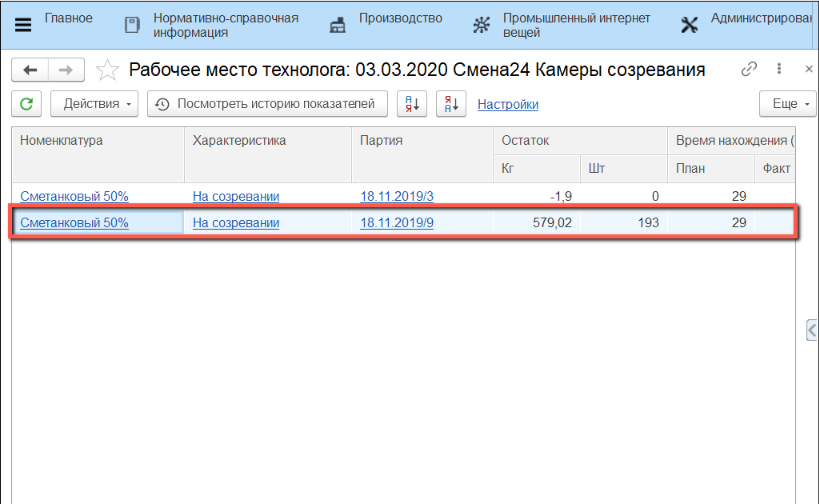 Главное
Нормативно-справочная
информация
Производство
Промышленный интернет
вещей
Администрирован
Рабочее место технолога: 03.03.2020 Смена24 Камеры созревания
Действия
Посмотреть историю показателей
А Я
Я А
Настройки
Еще
Номенклатура Характеристика Партия Остаток Время нахождения (
Кг Шт План Факт
Сметанковый 50% На созревании 18.11.2019/3 -1,9 0 29
Сметанковый 50% На созревании 18.11.2019/9 579,02 193 29